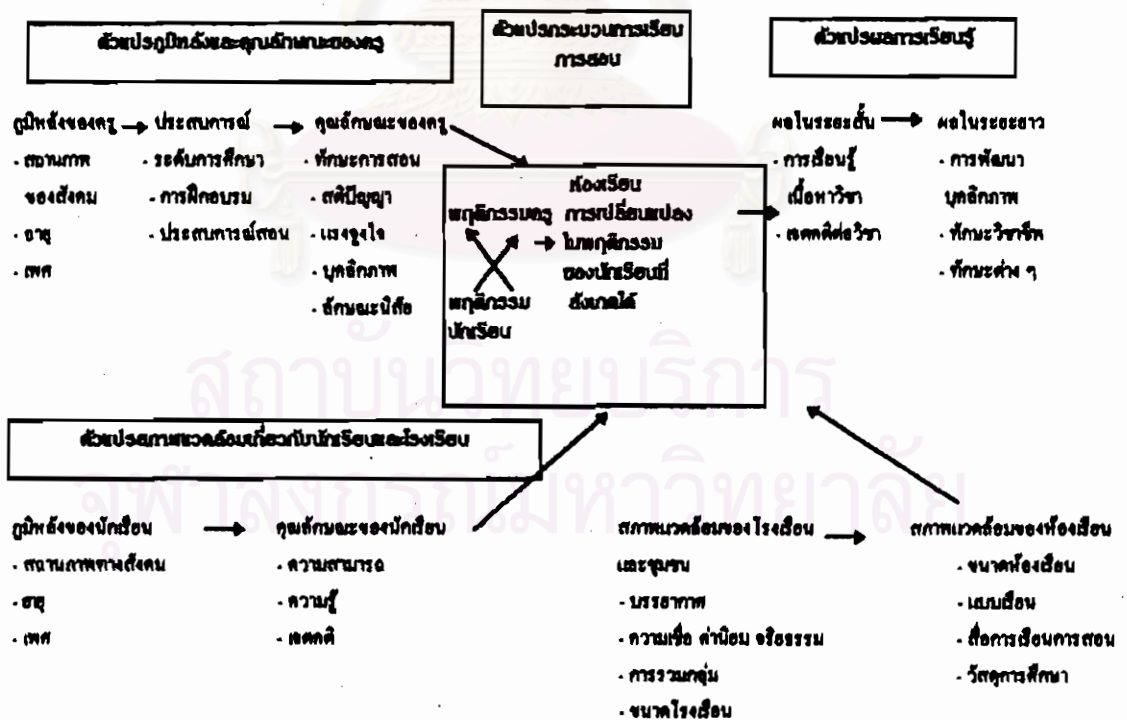 ตัวแปรภูมิหลังและคุณลักษณะของครู
ตัวแปรกระบวนการเรียน
การสอน
ตัวแปรผลการเรียนรู้
ภูมิหลังของครู → ประสบการณ์ → คุณลักษณะของครู
- สถานภาพ
ของสังคม
- อายุ
- เพศ
- ระดับการศึกษา
- การฝึกอบรม
- ประสบการณ์สอน
- ทักษะการสอน
- สติปัญญา
- แรงจูงใจ
- บุคลิกภาพ
- ลักษณะนิสัย
ห้องเรียน
พฤติกรรมครู
พฤติกรรม
นักเรียน
การเปลี่ยนแปลง
ในพฤติกรรม
ของนักเรียนที่
สังเกตได้
ผลในระยะสั้น → ผลในระยะยาว
- การเรียนรู้
เนื้อหาวิชา
- เจตคติต่อวิชา
- การพัฒนา
บุคลิกภาพ
- ทักษะวิชาชีพ
- ทักษะต่าง ๆ
ตัวแปรสภาพแวดล้อมเกี่ยวกับนักเรียนและโรงเรียน
ภูมิหลังของนักเรียน → คุณลักษณะของนักเรียน
- สถานภาพทางสังคม
- อายุ
- เพศ
- ความสามารถ
- ความรู้
- เจตคติ
สภาพแวดล้อมของโรงเรียน → สภาพแวดล้อมของห้องเรียน
และชุมชน
- บรรยากาศ
- ความเชื่อ ค่านิยม จริยธรรม
- การรวมกลุ่ม
- ขนาดโรงเรียน
- ขนาดห้องเรียน
- แบบเรียน
- สื่อการเรียนการสอน
- วัสดุการศึกษา
สถาบันวิทยบริการ
จุฬาลงกรณ์มหาวิทยาลัย